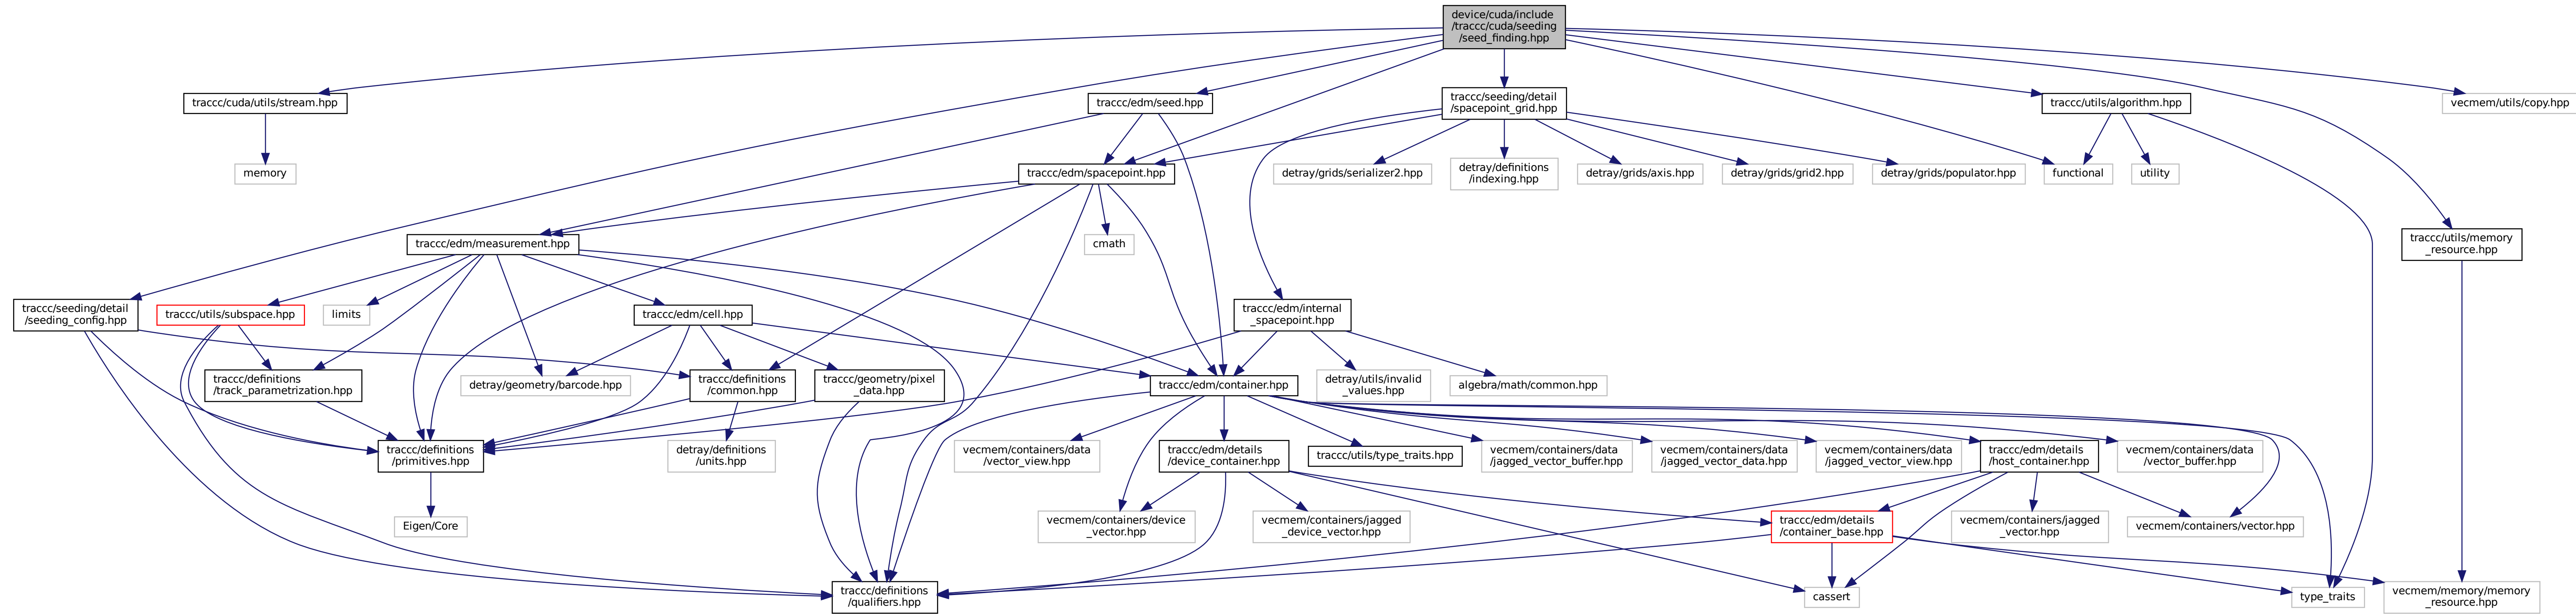 device/cuda/include
/traccc/cuda/seeding
/seed_finding.hpp
traccc/cuda/utils/stream.hpp
traccc/edm/seed.hpp
traccc/seeding/detail
/spacepoint_grid.hpp
traccc/utils/algorithm.hpp
vecmem/utils/copy.hpp
memory
traccc/edm/spacepoint.hpp
detray/grids/serializer2.hpp
detray/definitions
/indexing.hpp
detray/grids/axis.hpp
detray/grids/grid2.hpp
detray/grids/populator.hpp
functional
utility
traccc/edm/measurement.hpp
cmath
traccc/utils/memory
_resource.hpp
traccc/seeding/detail
/seeding_config.hpp
traccc/utils/subspace.hpp
limits
traccc/edm/cell.hpp
traccc/edm/internal
_spacepoint.hpp
traccc/definitions
/track_parametrization.hpp
detray/geometry/barcode.hpp
traccc/definitions
/common.hpp
traccc/geometry/pixel
_data.hpp
traccc/edm/container.hpp
detray/utils/invalid
_values.hpp
algebra/math/common.hpp
traccc/definitions
/primitives.hpp
detray/definitions
/units.hpp
vecmem/containers/data
/vector_view.hpp
traccc/edm/details
/device_container.hpp
traccc/utils/type_traits.hpp
vecmem/containers/data
/jagged_vector_buffer.hpp
vecmem/containers/data
/jagged_vector_data.hpp
vecmem/containers/data
/jagged_vector_view.hpp
traccc/edm/details
/host_container.hpp
vecmem/containers/data
/vector_buffer.hpp
Eigen/Core
vecmem/containers/device
_vector.hpp
vecmem/containers/jagged
_device_vector.hpp
traccc/edm/details
/container_base.hpp
vecmem/containers/jagged
_vector.hpp
vecmem/containers/vector.hpp
traccc/definitions
/qualifiers.hpp
cassert
type_traits
vecmem/memory/memory
_resource.hpp